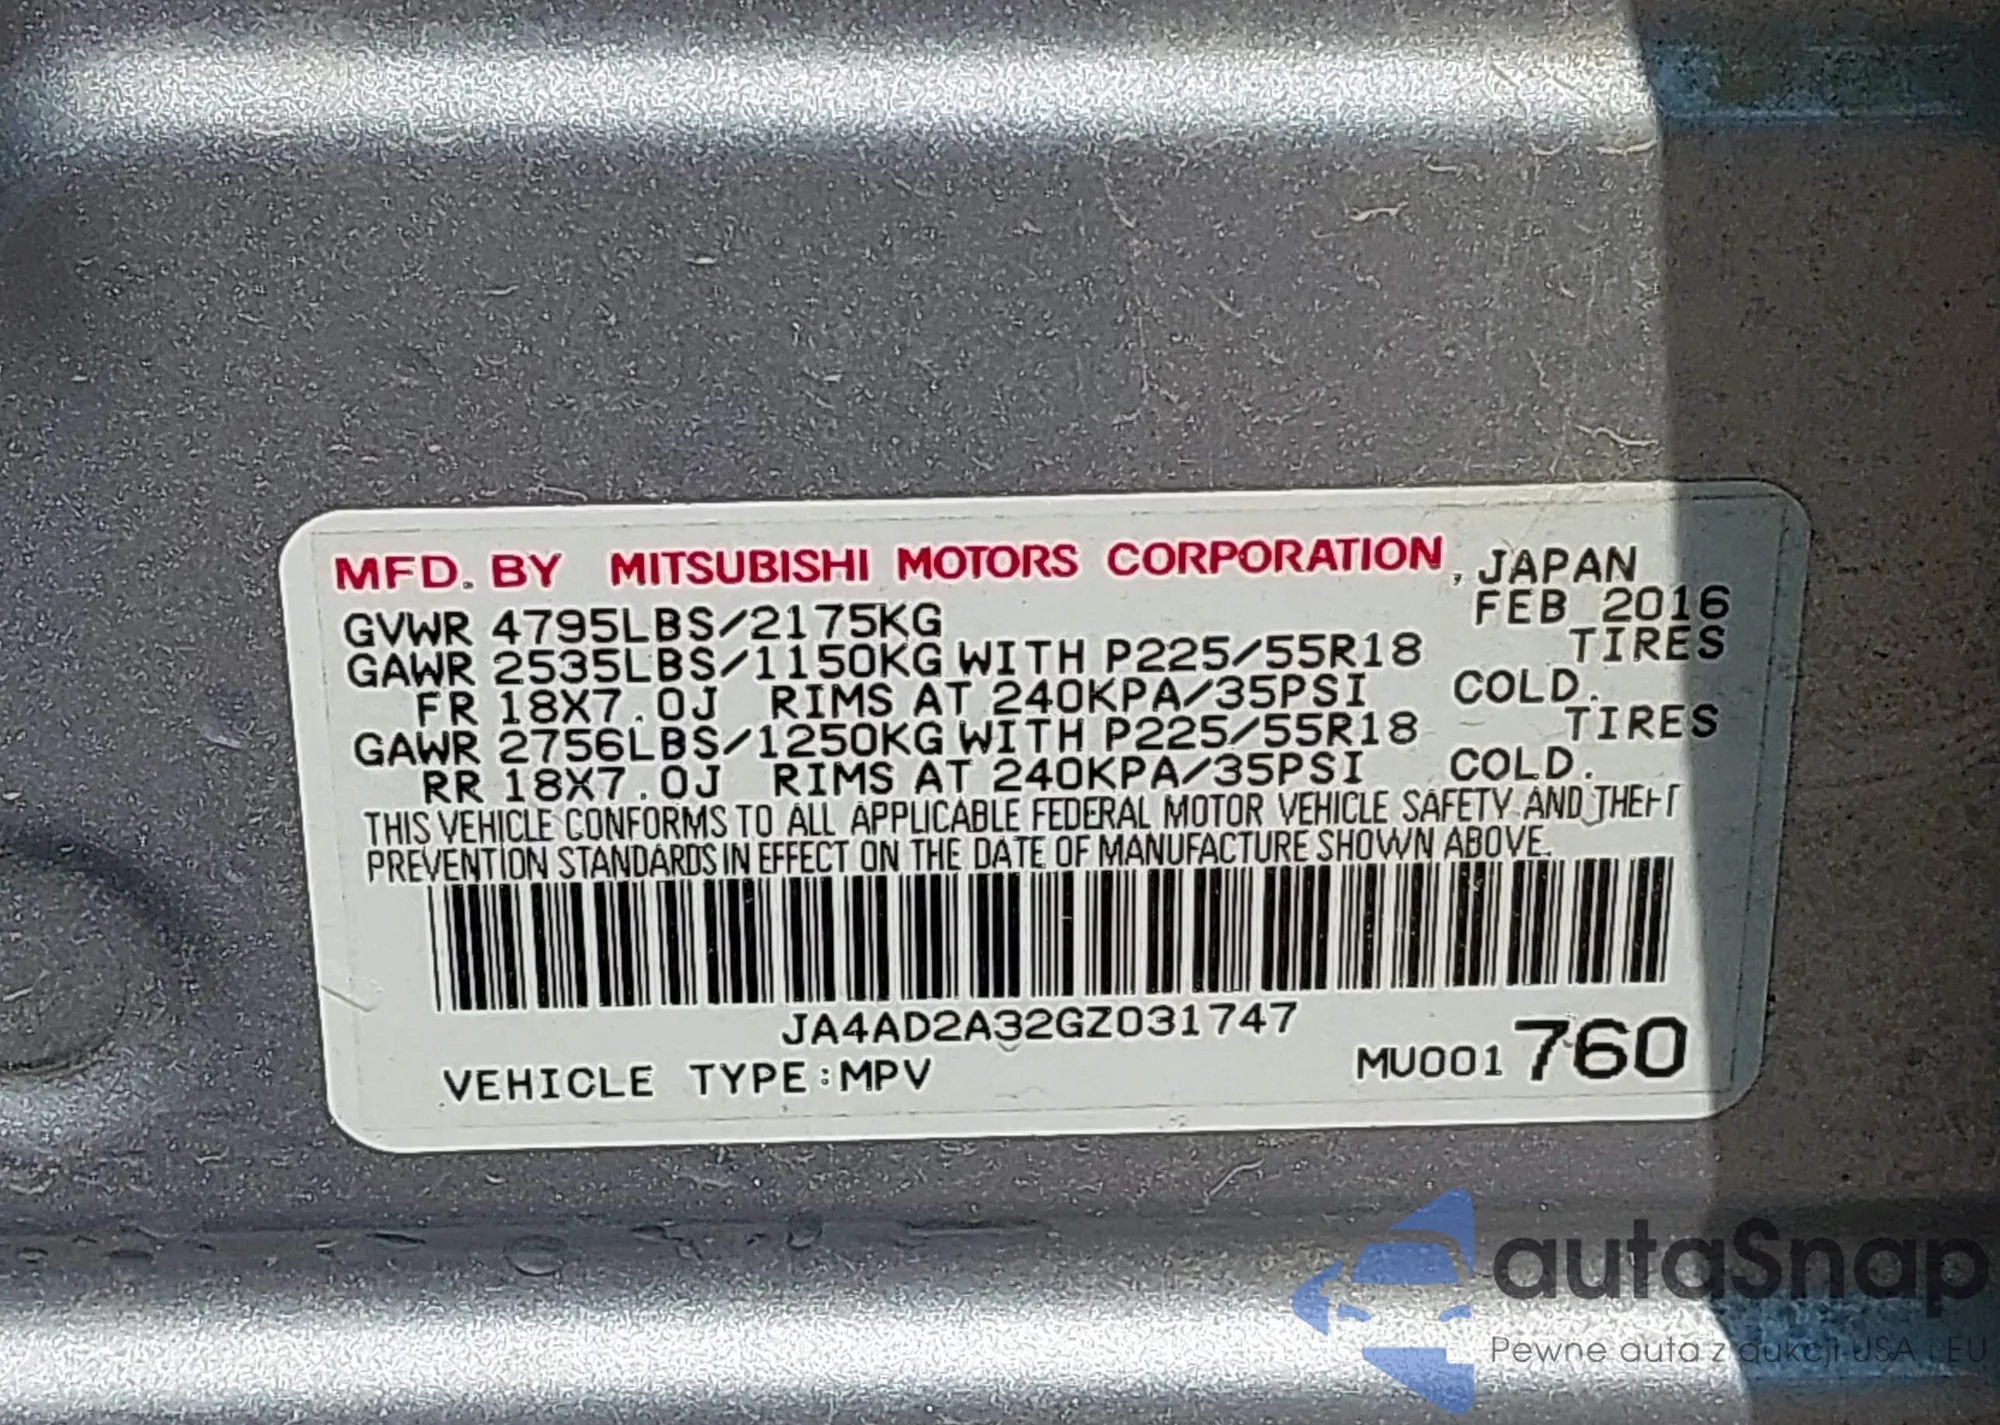 MFD. BY MITSUBISHI MOTORS CORPORATION, JAPAN
GVWR 4795LBS/2175KG FEB 2016
GAWR 2535LBS/1150KG WITH P225/55R18 TIRES
FR 18X7.0J RIMS AT 240KPA/35PSI COLD.
GAWR 2756LBS/1250KG WITH P225/55R18 TIRES
RR 18X7.0J RIMS AT 240KPA/35PSI COLD.
THIS VEHICLE CONFORMS TO ALL APPLICABLE FEDERAL MOTOR VEHICLE SAFETY AND THEFT
PREVENTION STANDARDS IN EFFECT ON THE DATE OF MANUFACTURE SHOWN ABOVE.
JA4AD2A32GZ031747
VEHICLE TYPE:MPV MU001 760
autaSnap
Pewne auta z aukcji USA i EU